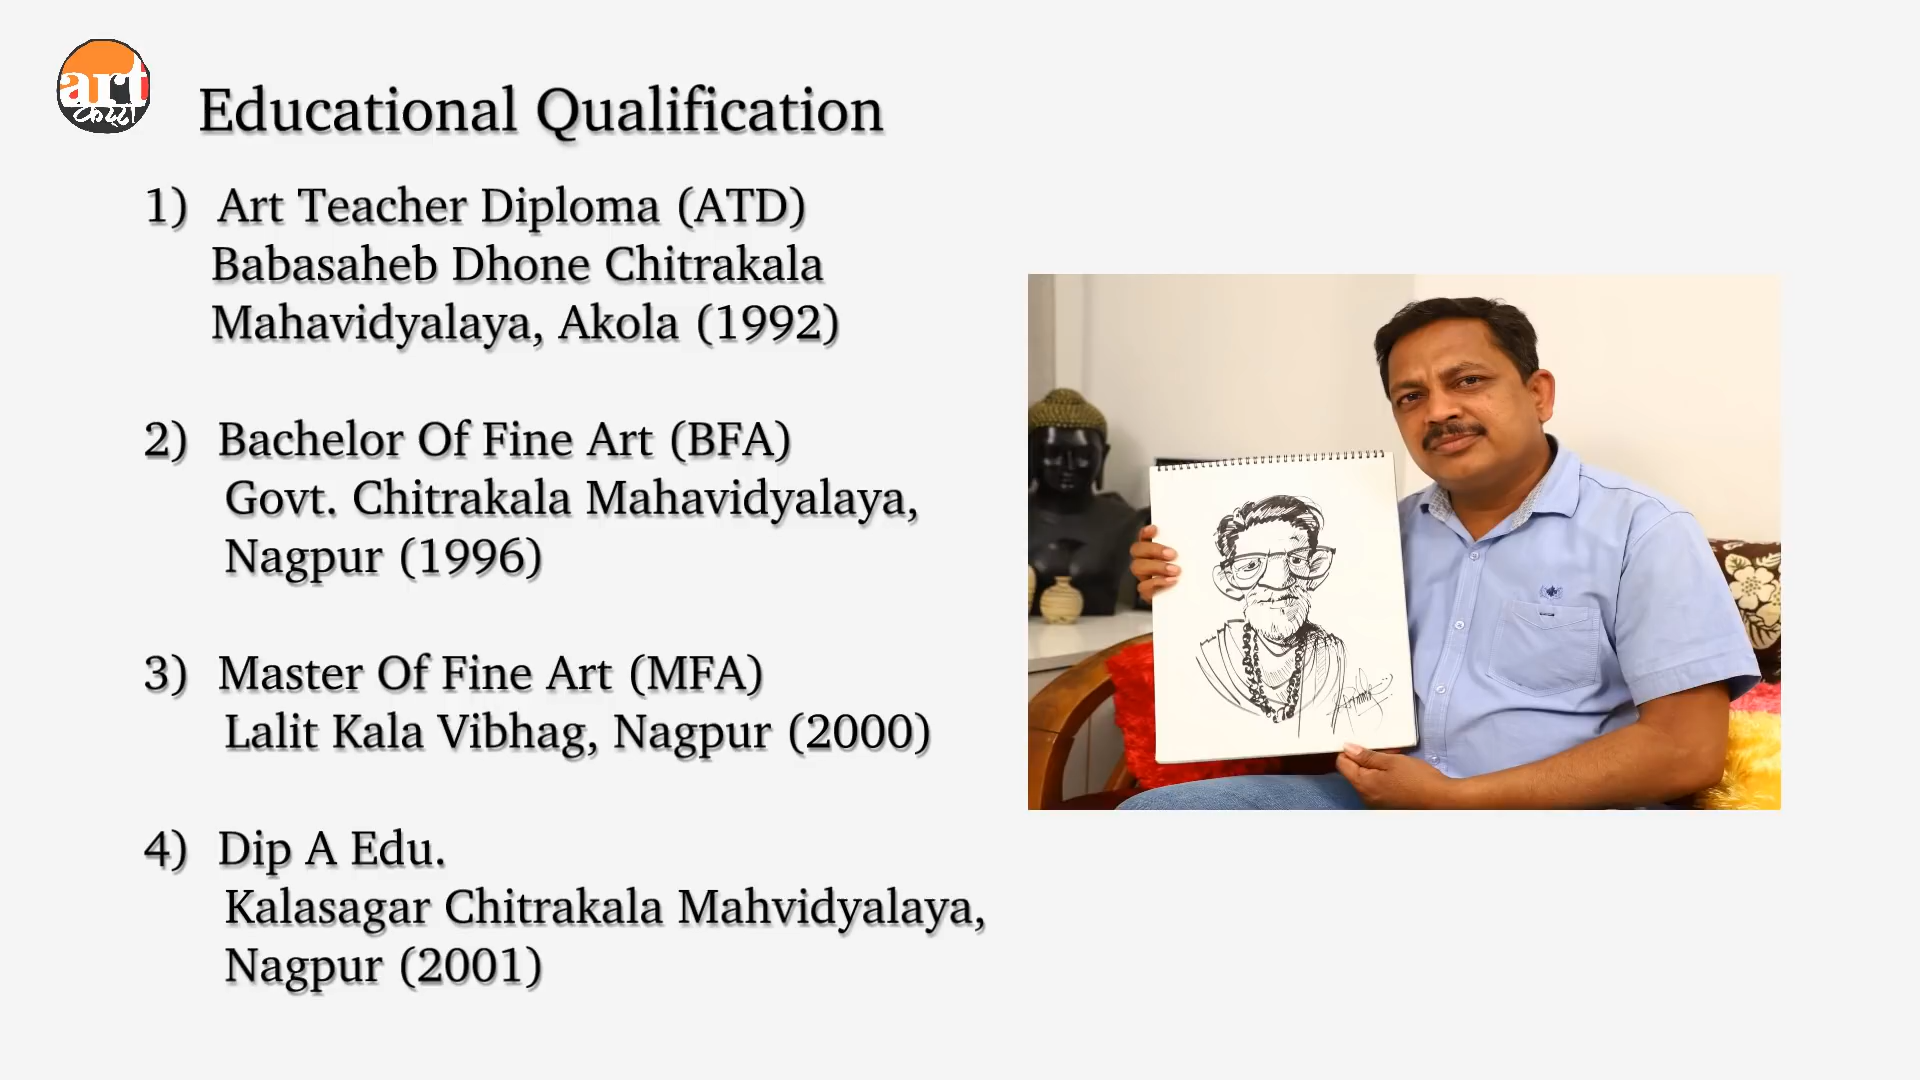 art
कट्टा
Educational Qualification
1) Art Teacher Diploma (ATD)
Babasaheb Dhone Chitrakala
Mahavidyalaya, Akola (1992)
2) Bachelor Of Fine Art (BFA)
Govt. Chitrakala Mahavidyalaya,
Nagpur (1996)
3) Master Of Fine Art (MFA)
Lalit Kala Vibhag, Nagpur (2000)
4) Dip A Edu.
Kalasagar Chitrakala Mahvidyalaya,
Nagpur (2001)